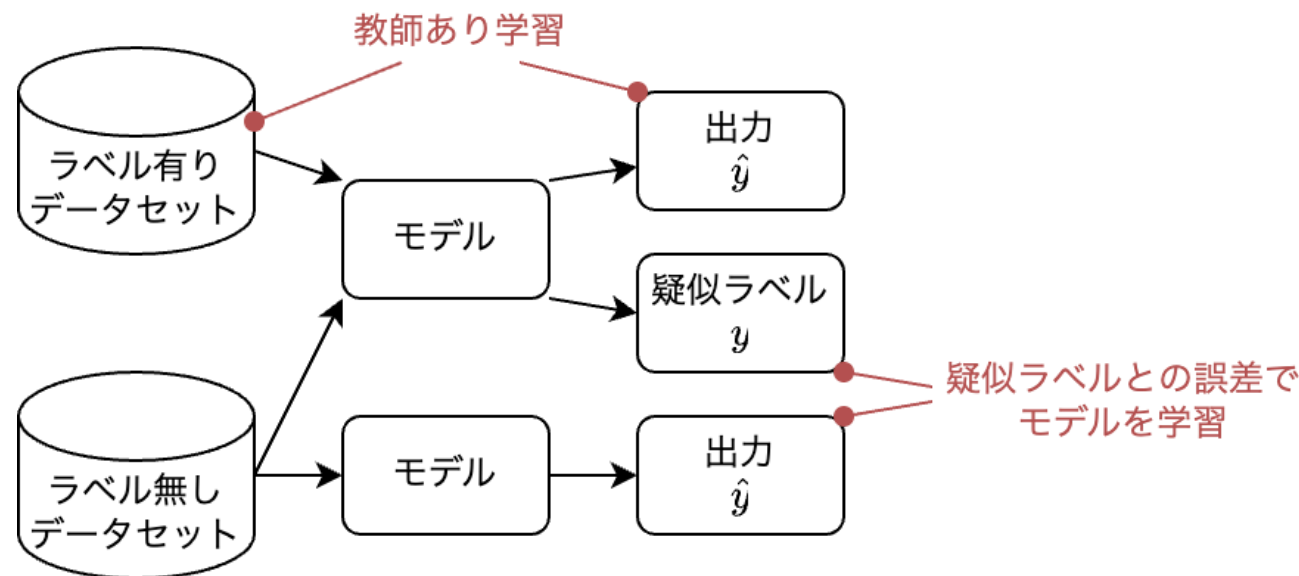 教師あり学習
ラベル有り
データセット
モデル
出力
ŷ
疑似ラベル
y
疑似ラベルとの誤差で
モデルを学習
ラベル無し
データセット
モデル
出力
ŷ